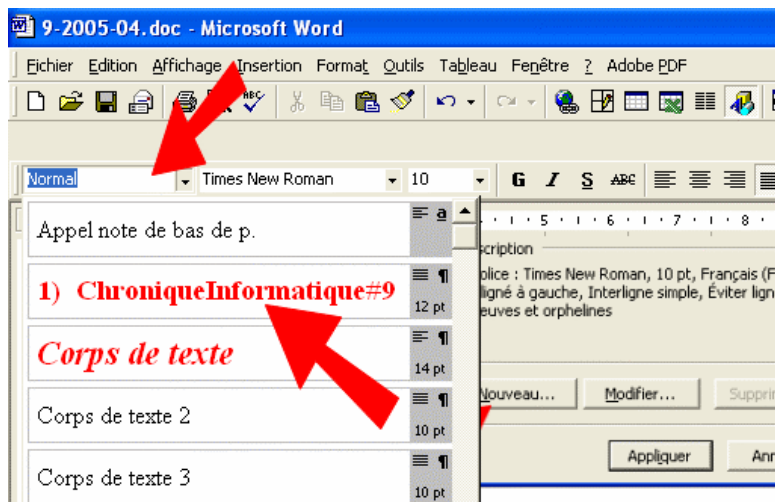 9-2005-04.doc - Microsoft Word
Fichier Edition Affichage Insertion Format Outils Tableau Fenêtre ? Adobe PDF
ABC
Normal Times New Roman 10 G I S ABC
Appel note de bas de p. a
5 6 7 8
scription
1) ChroniqueInformatique#9 12 pt
olice : Times New Roman, 10 pt, Français (F
ligné à gauche, Interligne simple, Éviter lign
euves et orphelines
Corps de texte 14 pt
Corps de texte 2 10 pt
Nouveau... Modifier... Supprim
Corps de texte 3 10 pt
Appliquer Ann